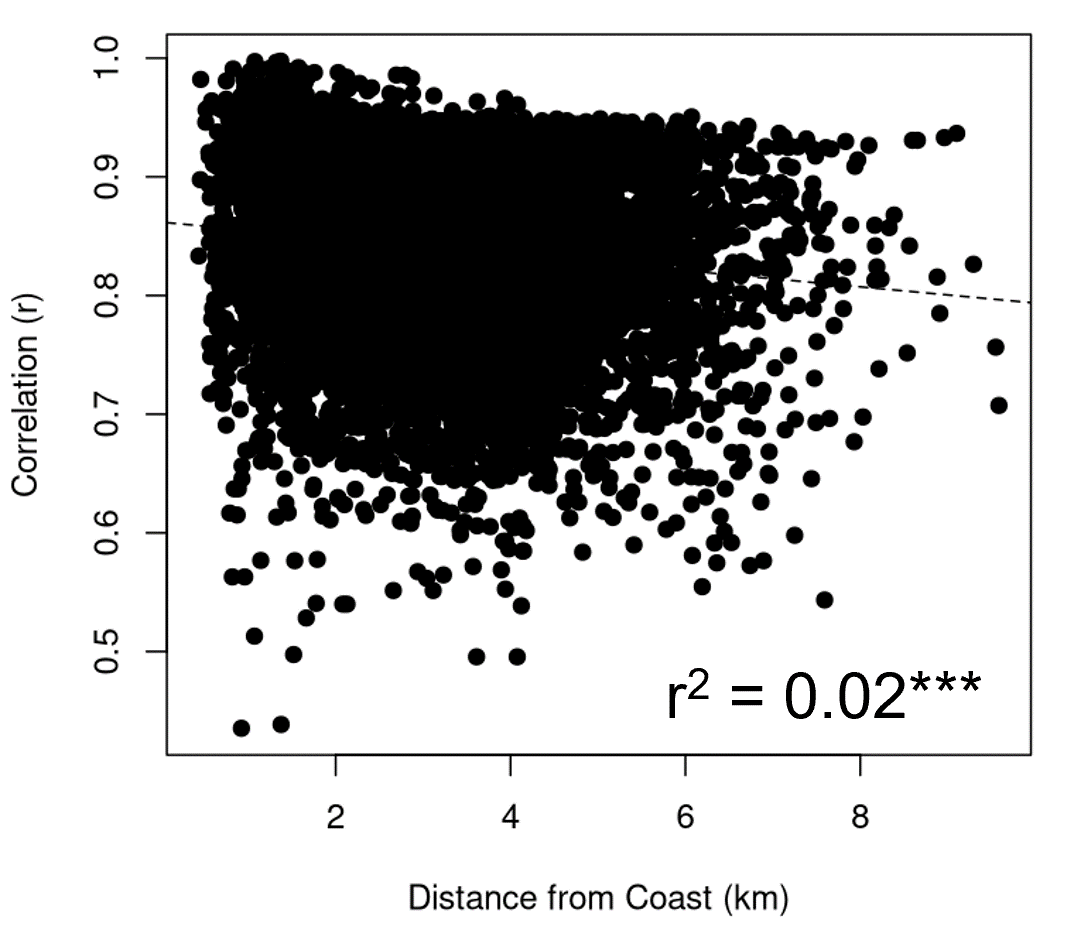 1.0
0.9
0.8
0.7
0.6
0.5
Correlation (r)
r² = 0.02***
2 4 6 8
Distance from Coast (km)